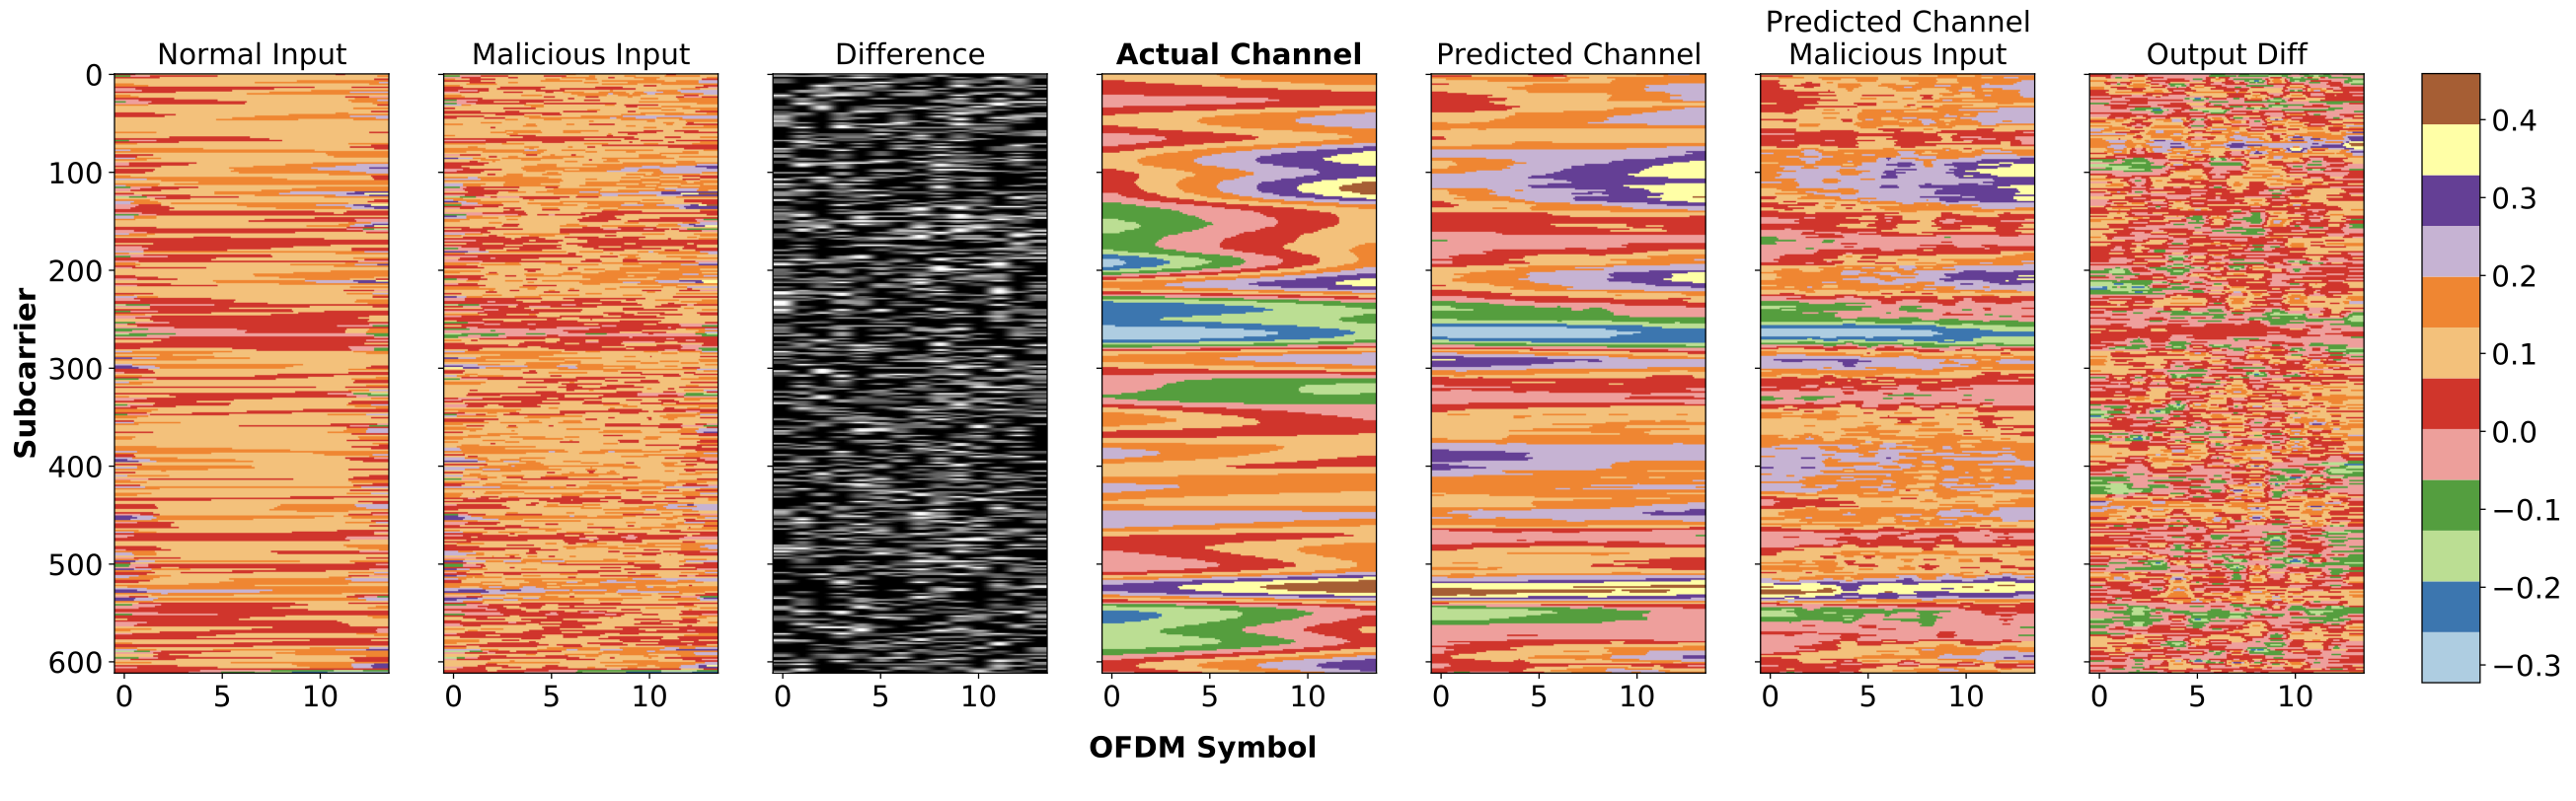 Normal Input
Malicious Input
Difference
Actual Channel
Predicted Channel
Predicted Channel
Malicious Input
Output Diff
Subcarrier
0
100
200
300
400
500
600
0 5 10
0 5 10
0 5 10
0 5 10
0 5 10
0 5 10
0 5 10
OFDM Symbol
0.4
0.3
0.2
0.1
0.0
−0.1
−0.2
−0.3